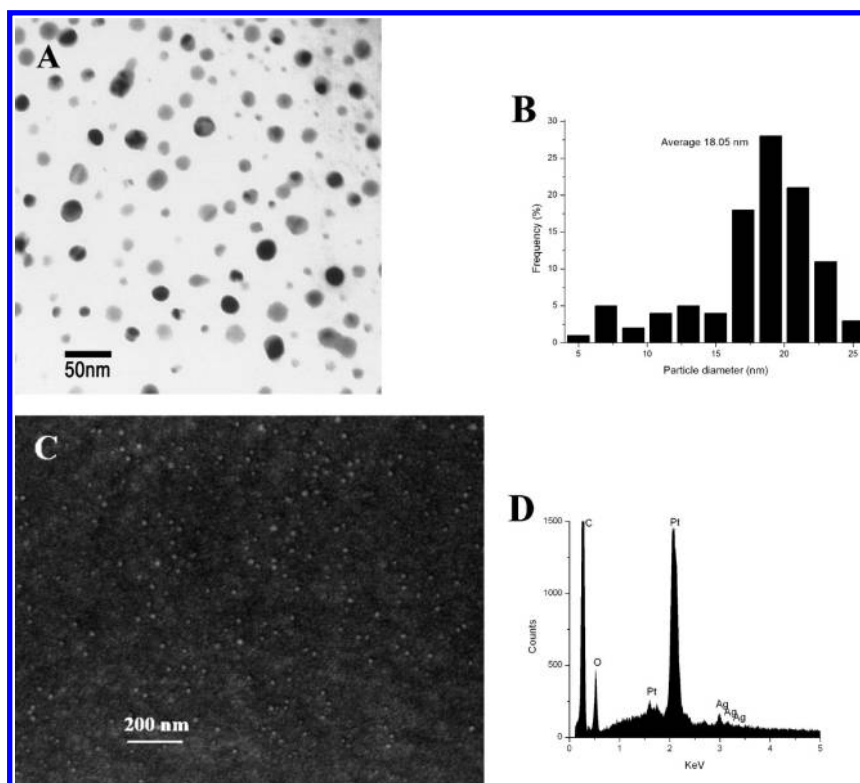 A
50nm
B
Average 18.05 nm
30
25
20
15
10
5
0
Frequency (%)
5
10
15
20
25
Particle diameter (nm)
C
200 nm
D
1500
1000
500
0
Counts
C
O
Pt
Pt
Ag
Ag
Ag
0
1
2
3
4
5
KeV